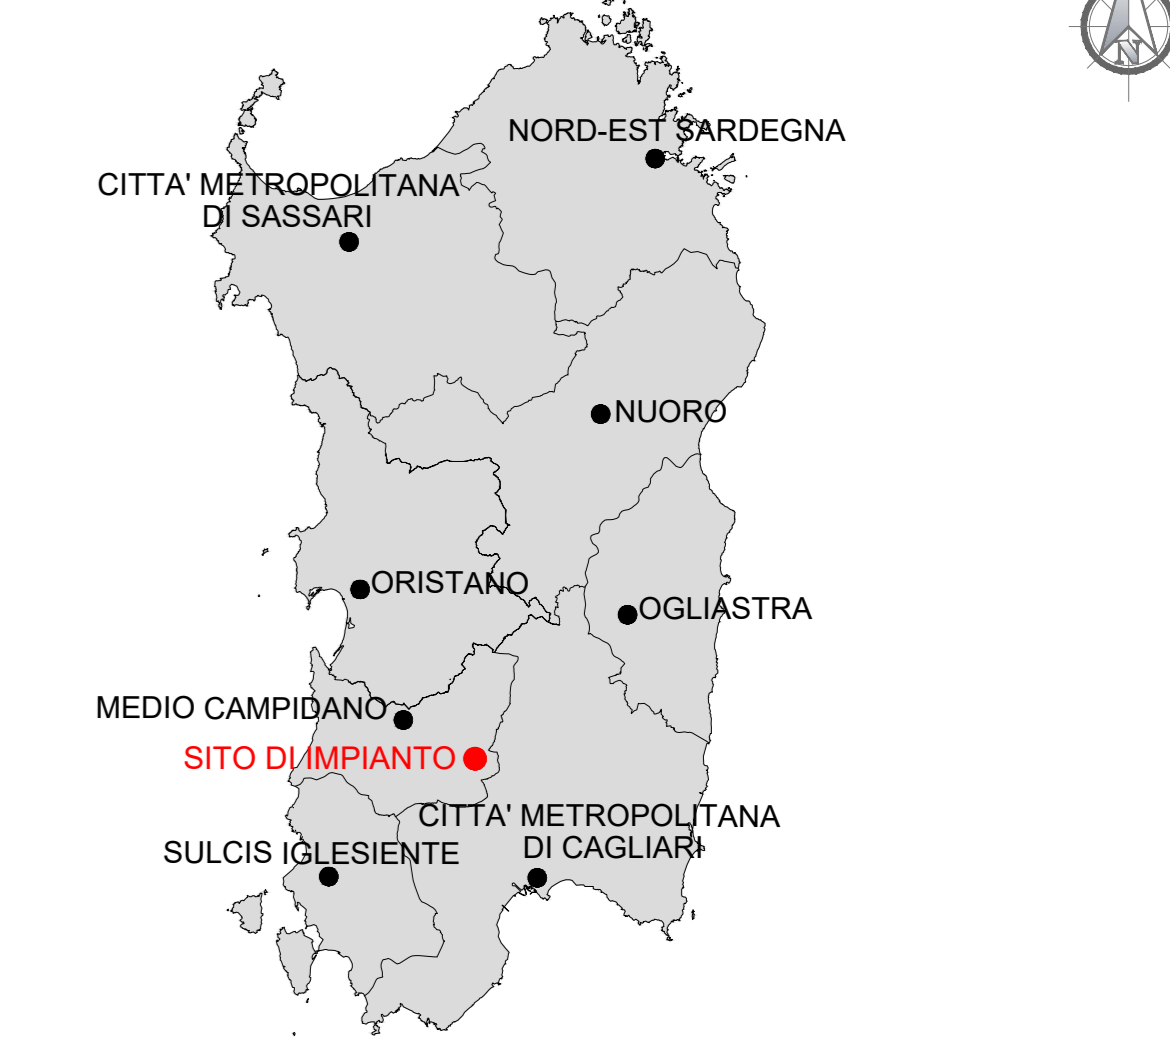 N
NORD-EST SARDEGNA
CITTA' METROPOLITANA
DI SASSARI
NUORO
ORISTANO
OGLIASTRA
MEDIO CAMPIDANO
SITO DI IMPIANTO
CITTA' METROPOLITANA
DI CAGLIARI
SULCIS IGLESIENTE